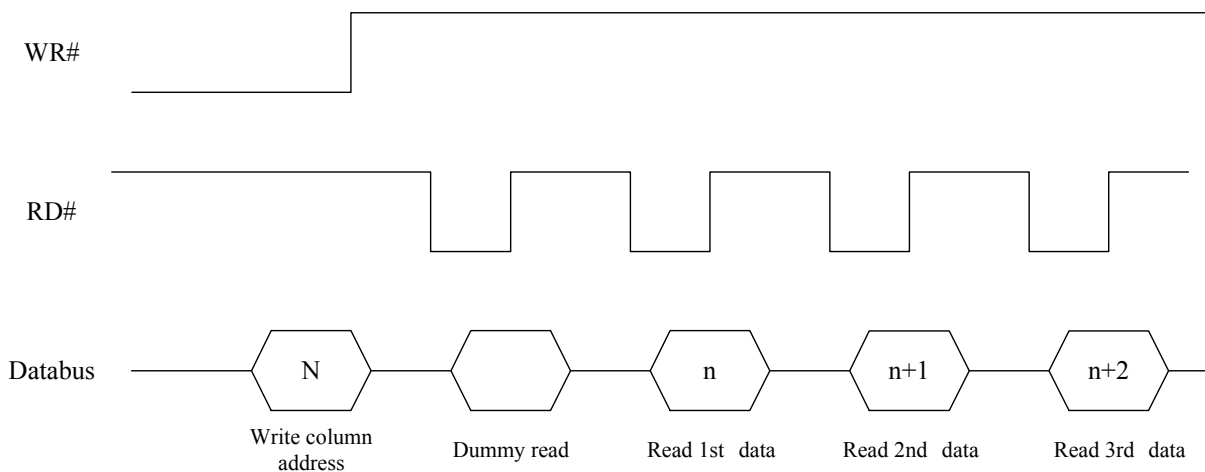 WR#
RD#
Databus
N
n
n+1
n+2
Write column
address
Dummy read
Read 1st data
Read 2nd data
Read 3rd data